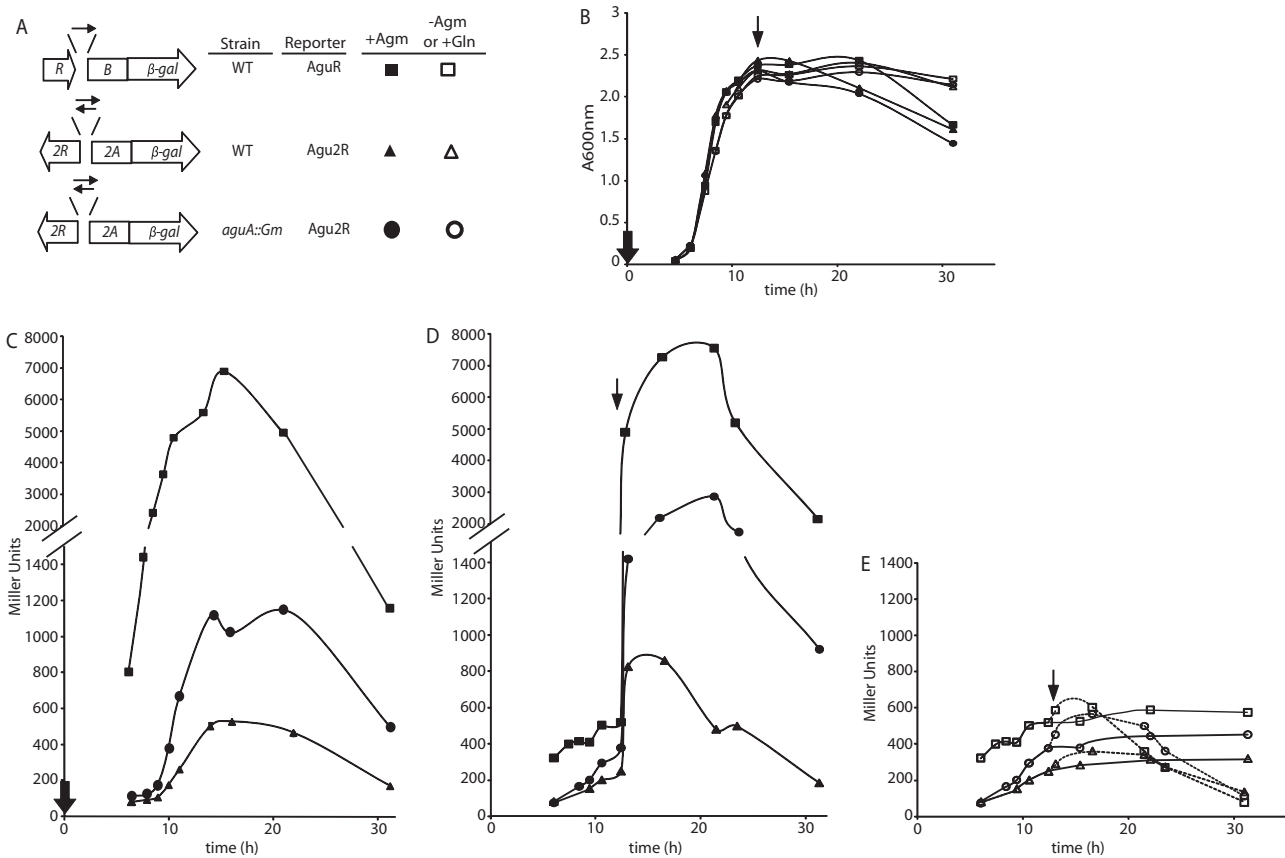 A
Strain Reporter +Agm -Agm or +Gln
R B β-gal WT AguR
2R 2A β-gal WT Agu2R
2R 2A β-gal aguA::Gm Agu2R
B
A600nm
3.0
2.5
2.0
1.5
1.0
0.5
0
0 10 20 30
time (h)
C
Miller Units
8000
7000
6000
5000
4000
3000
2000
1400
1200
1000
800
600
400
200
0
0 10 20 30
time (h)
D
Miller Units
8000
7000
6000
5000
4000
3000
2000
1400
1200
1000
800
600
400
200
0
0 10 20 30
time (h)
E
Miller Units
1400
1200
1000
800
600
400
200
0
0 10 20 30
time (h)